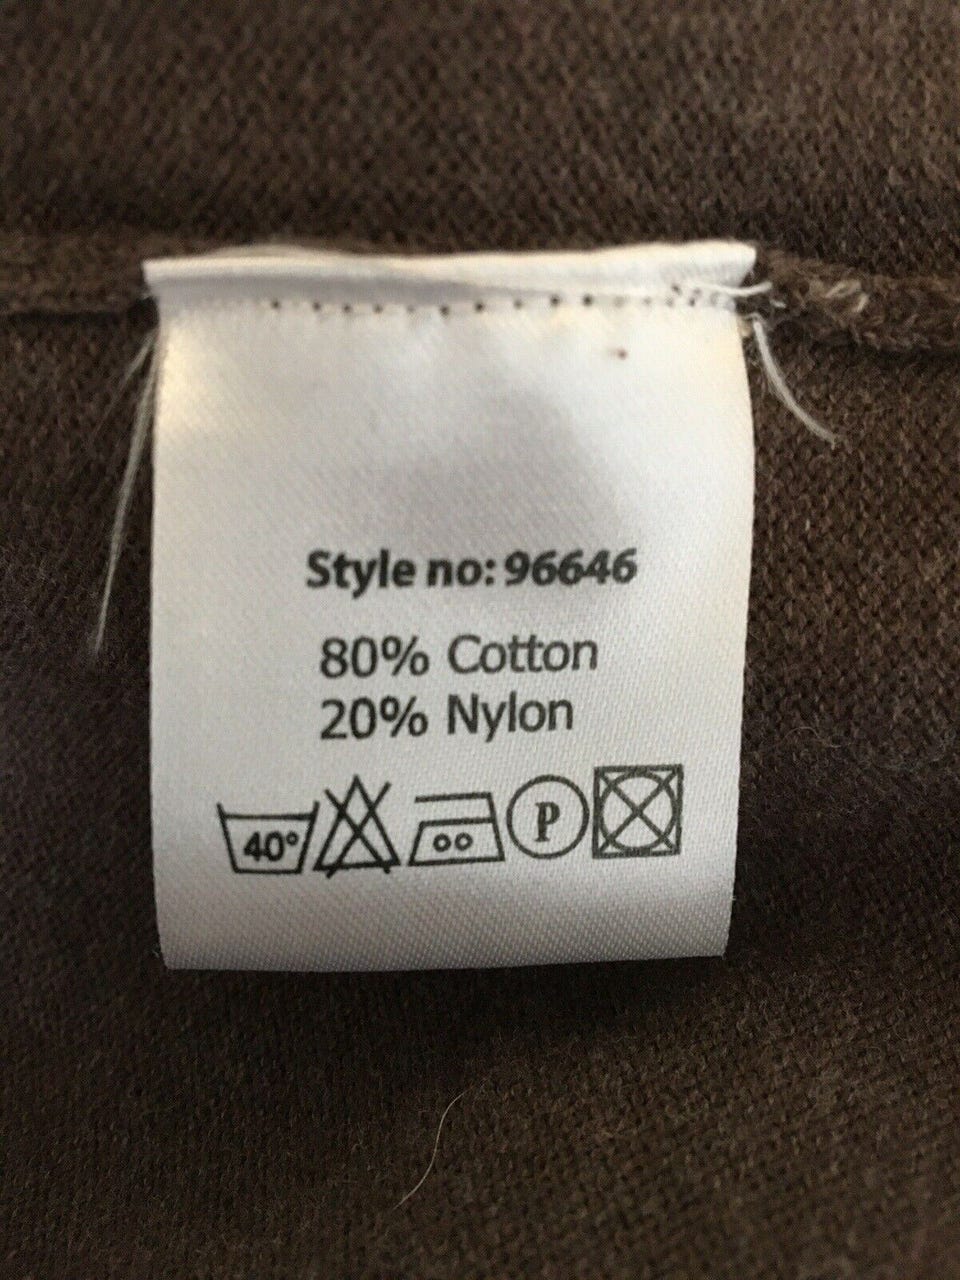 Style no: 96646
80% Cotton
20% Nylon
40° P